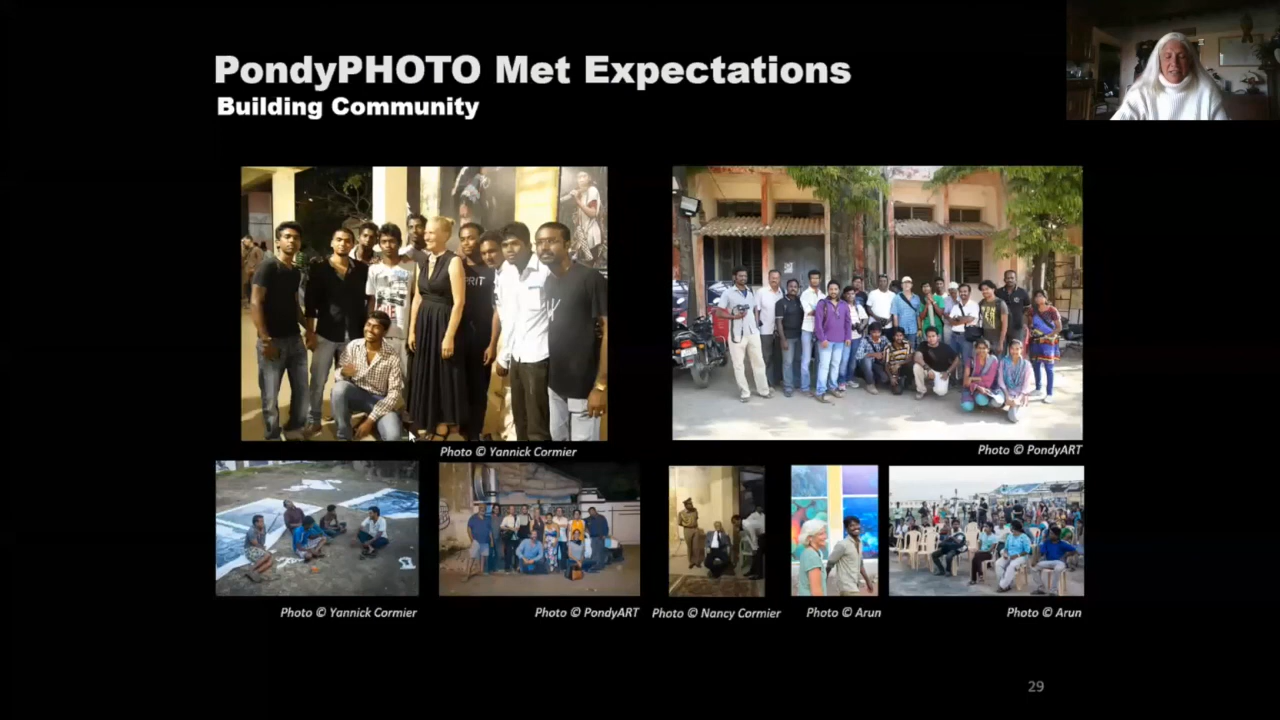 PondyPHOTO Met Expectations
Building Community
Photo © Yannick Cormier
Photo © PondyART
Photo © Yannick Cormier
Photo © PondyART
Photo © Nancy Cormier
Photo © Arun
Photo © Arun
29